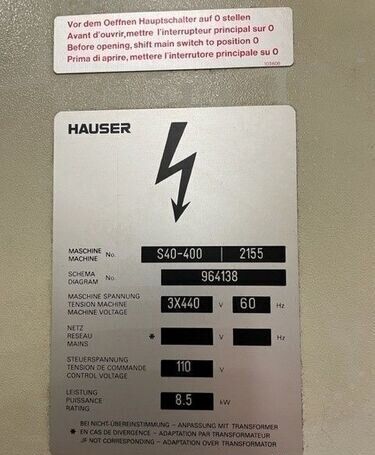 Vor dem Oeffnen Hauptschalter auf 0 stellen
Avant d'ouvrir, mettre l'interrupteur principal sur 0
Before opening, shift main switch to position 0
Prima di aprire, mettere l'interrutore principale su 0
103606
HAUSER
MASCHINE MACHINE No. S40-400 2155
SCHEMA DIAGRAM No. 964138
MASCHINE SPANNUNG
TENSION MACHINE 3X440 V 60 Hz
MACHINE VOLTAGE
NETZ
RESEAU * V Hz
MAINS
STEUERSPANNUNG
TENSION DE COMMANDE 110 V
CONTROL VOLTAGE
LEISTUNG
PUISSANCE 8.5 kW
RATING
BEI NICHT-ÜBEREINSTIMMUNG - ANPASSUNG MIT TRANSFORMER
* EN CAS DE DIVERGENCE - ADAPTATION PAR TRANSFORMATEUR
JF NOT CORRESPONDING - ADAPTATION OVER TRANSFORMATOR